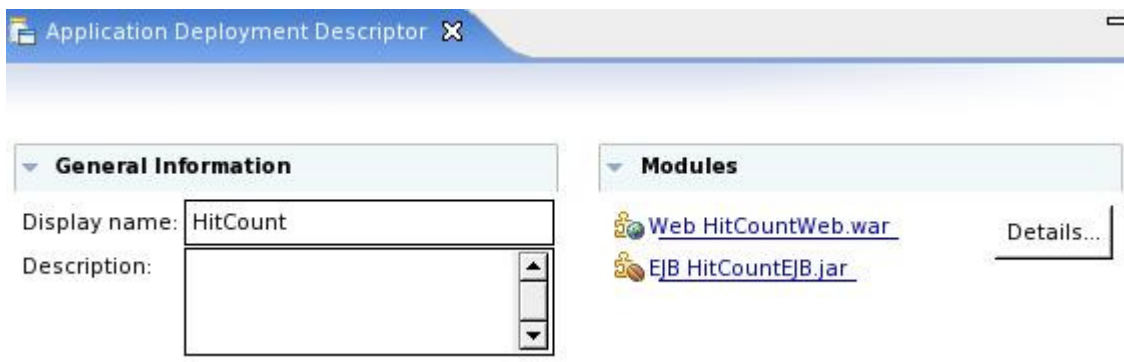 Application Deployment Descriptor
General Information
Display name: HitCount
Description:
Modules
Web HitCountWeb.war
Details...
EJB HitCountEJB.jar